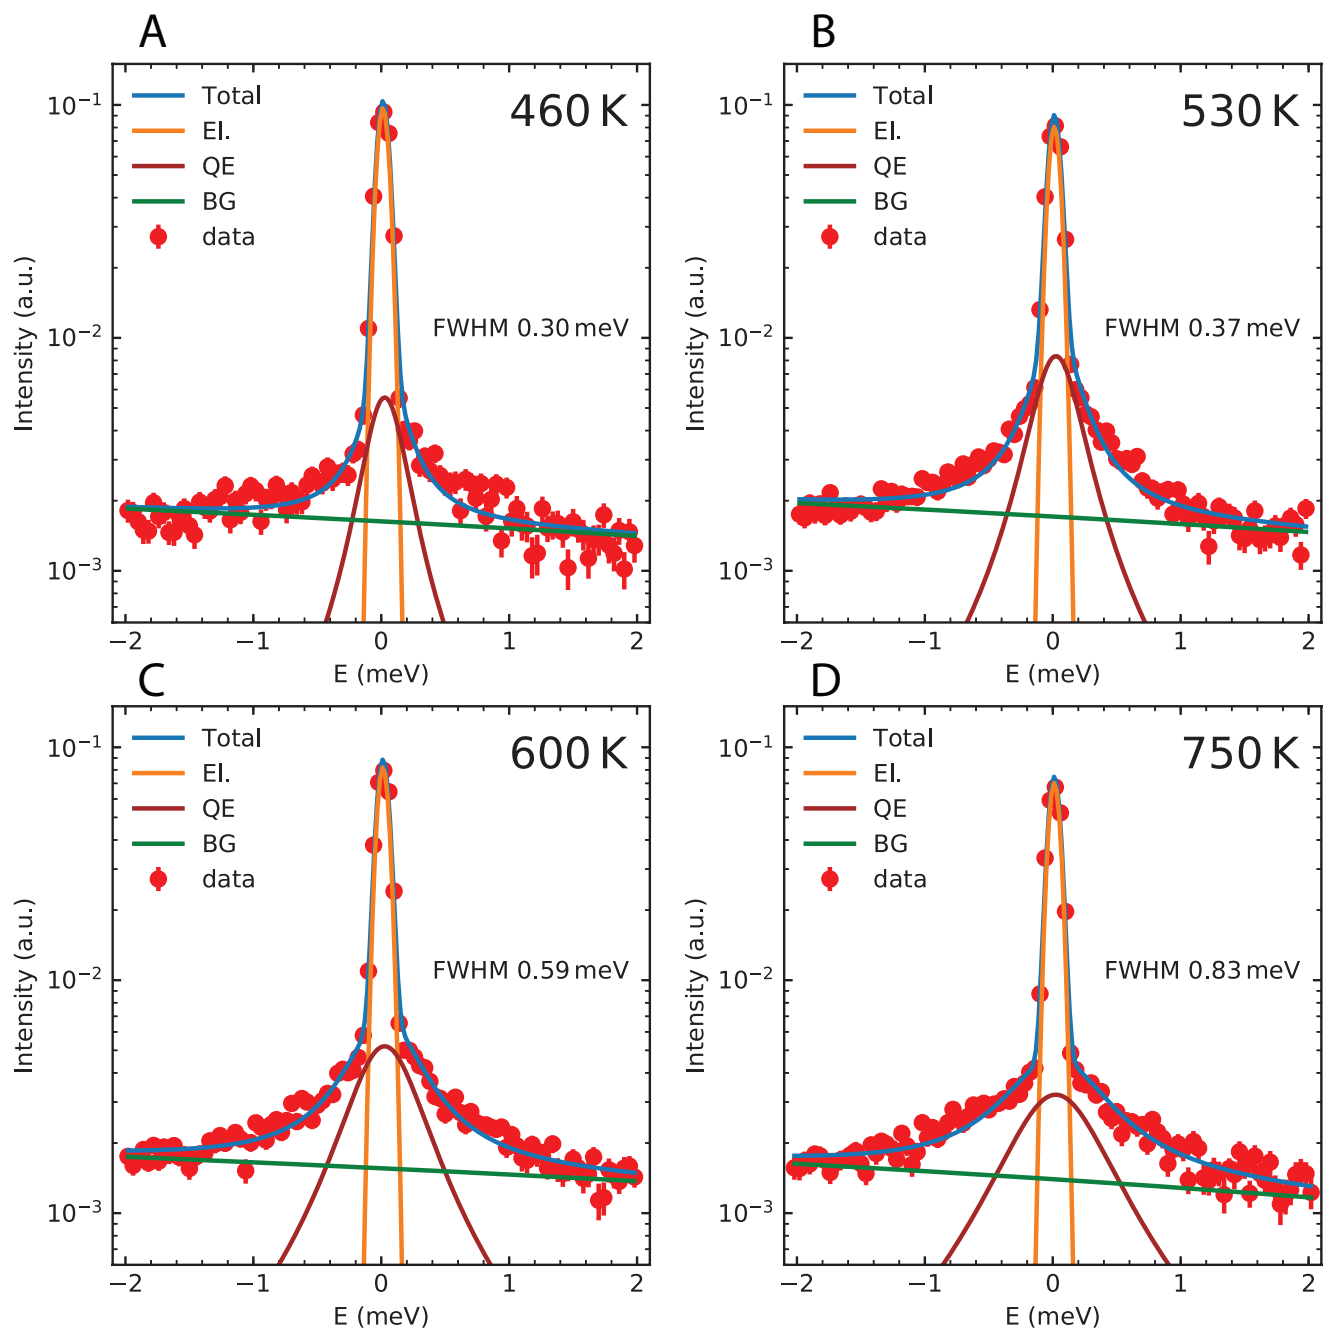 A
10⁻¹
10⁻²
10⁻³
Intensity (a.u.)
Total
El.
QE
BG
data
460 K
FWHM 0.30 meV
−2 −1 0 1 2
E (meV)
B
10⁻¹
10⁻²
10⁻³
Intensity (a.u.)
Total
El.
QE
BG
data
530 K
FWHM 0.37 meV
−2 −1 0 1 2
E (meV)
C
10⁻¹
10⁻²
10⁻³
Intensity (a.u.)
Total
El.
QE
BG
data
600 K
FWHM 0.59 meV
−2 −1 0 1 2
E (meV)
D
10⁻¹
10⁻²
10⁻³
Intensity (a.u.)
Total
El.
QE
BG
data
750 K
FWHM 0.83 meV
−2 −1 0 1 2
E (meV)